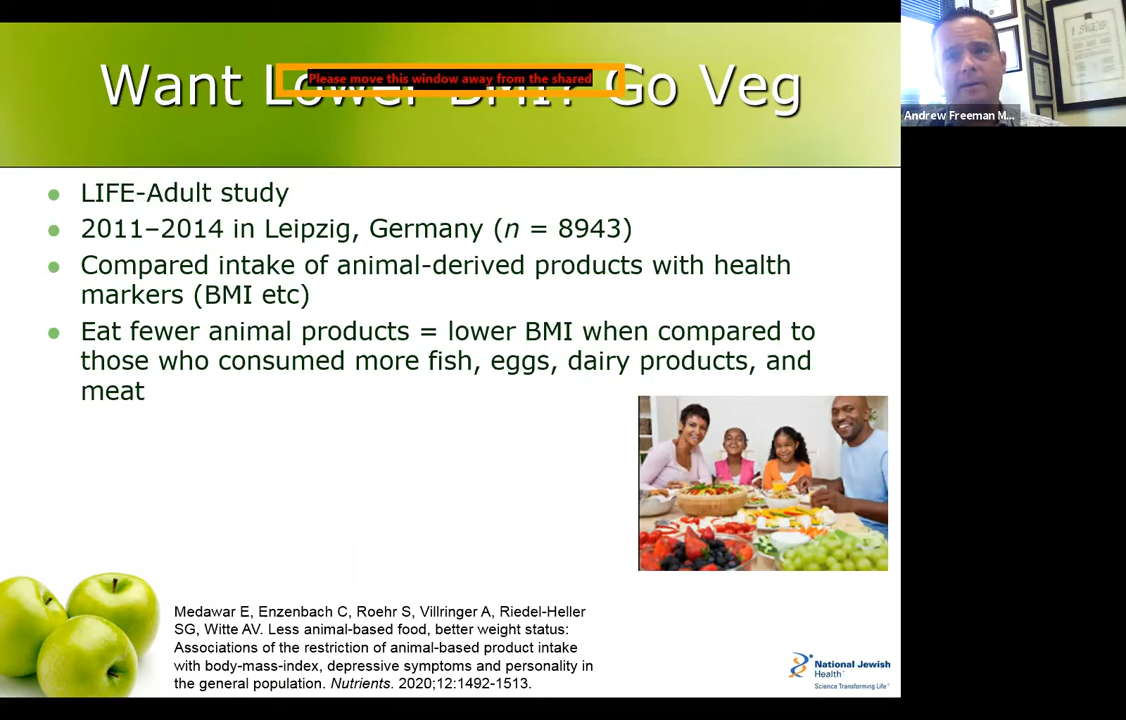 Want Lower BMI? Go Veg
Please move this window away from the shared
Andrew Freeman M...
LIFE-Adult study
2011–2014 in Leipzig, Germany (n = 8943)
Compared intake of animal-derived products with health
markers (BMI etc)
Eat fewer animal products = lower BMI when compared to
those who consumed more fish, eggs, dairy products, and
meat
Medawar E, Enzenbach C, Roehr S, Villringer A, Riedel-Heller
SG, Witte AV. Less animal-based food, better weight status:
Associations of the restriction of animal-based product intake
with body-mass-index, depressive symptoms and personality in
the general population. Nutrients. 2020;12:1492-1513.
National Jewish
Health™
Science Transforming Life®